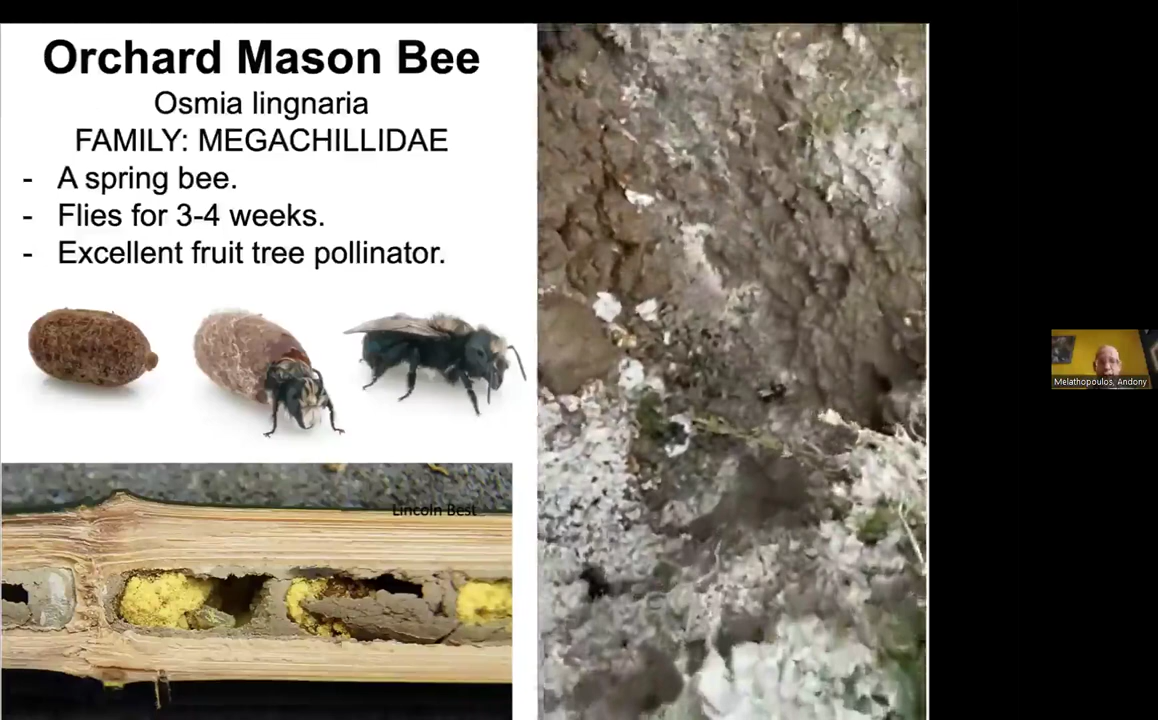 Orchard Mason Bee
Osmia lingnaria
FAMILY: MEGACHILLIDAE
- A spring bee.
- Flies for 3-4 weeks.
- Excellent fruit tree pollinator.
Lincoln Best
Melathopoulos, Andony